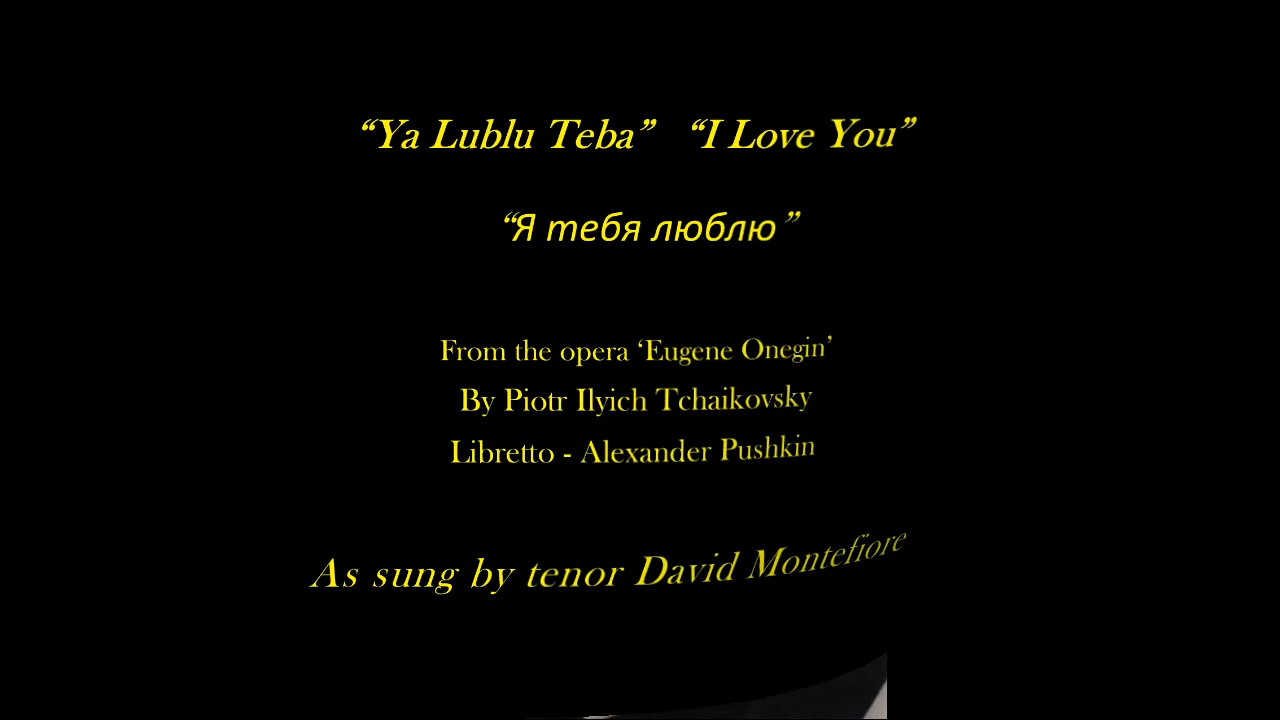 “Ya Lublu Teba” “I Love You”
“Я тебя люблю”
From the opera ‘Eugene Onegin’
By Piotr Ilyich Tchaikovsky
Libretto - Alexander Pushkin
As sung by tenor David Montefiore